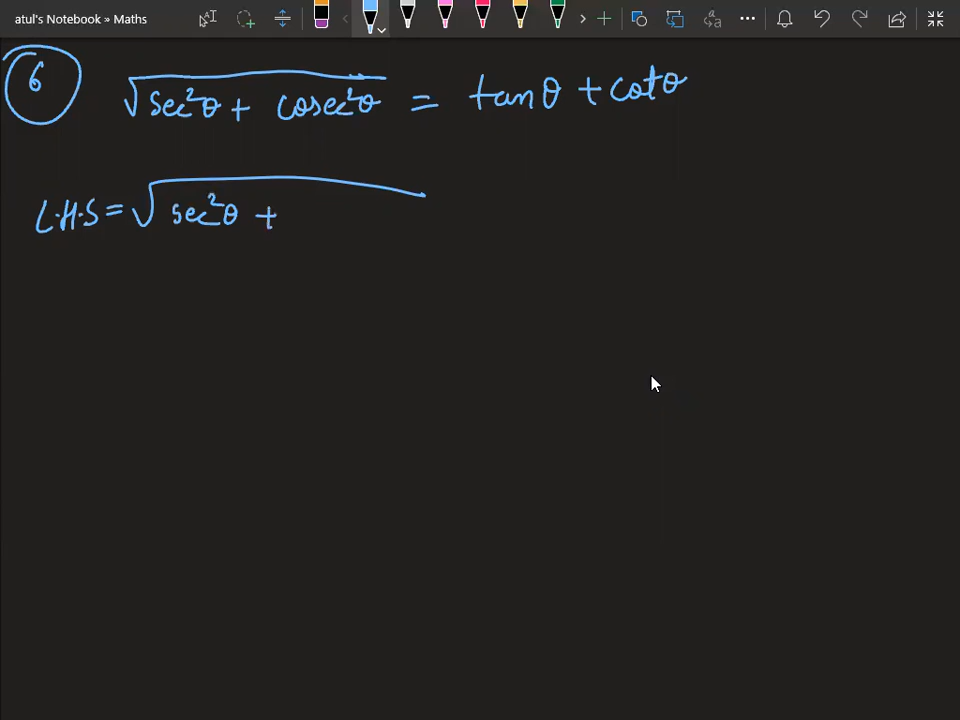 atul's Notebook » Maths
6 √sec²θ + cosec²θ = tanθ + cotθ
L.H.S = √sec²θ +